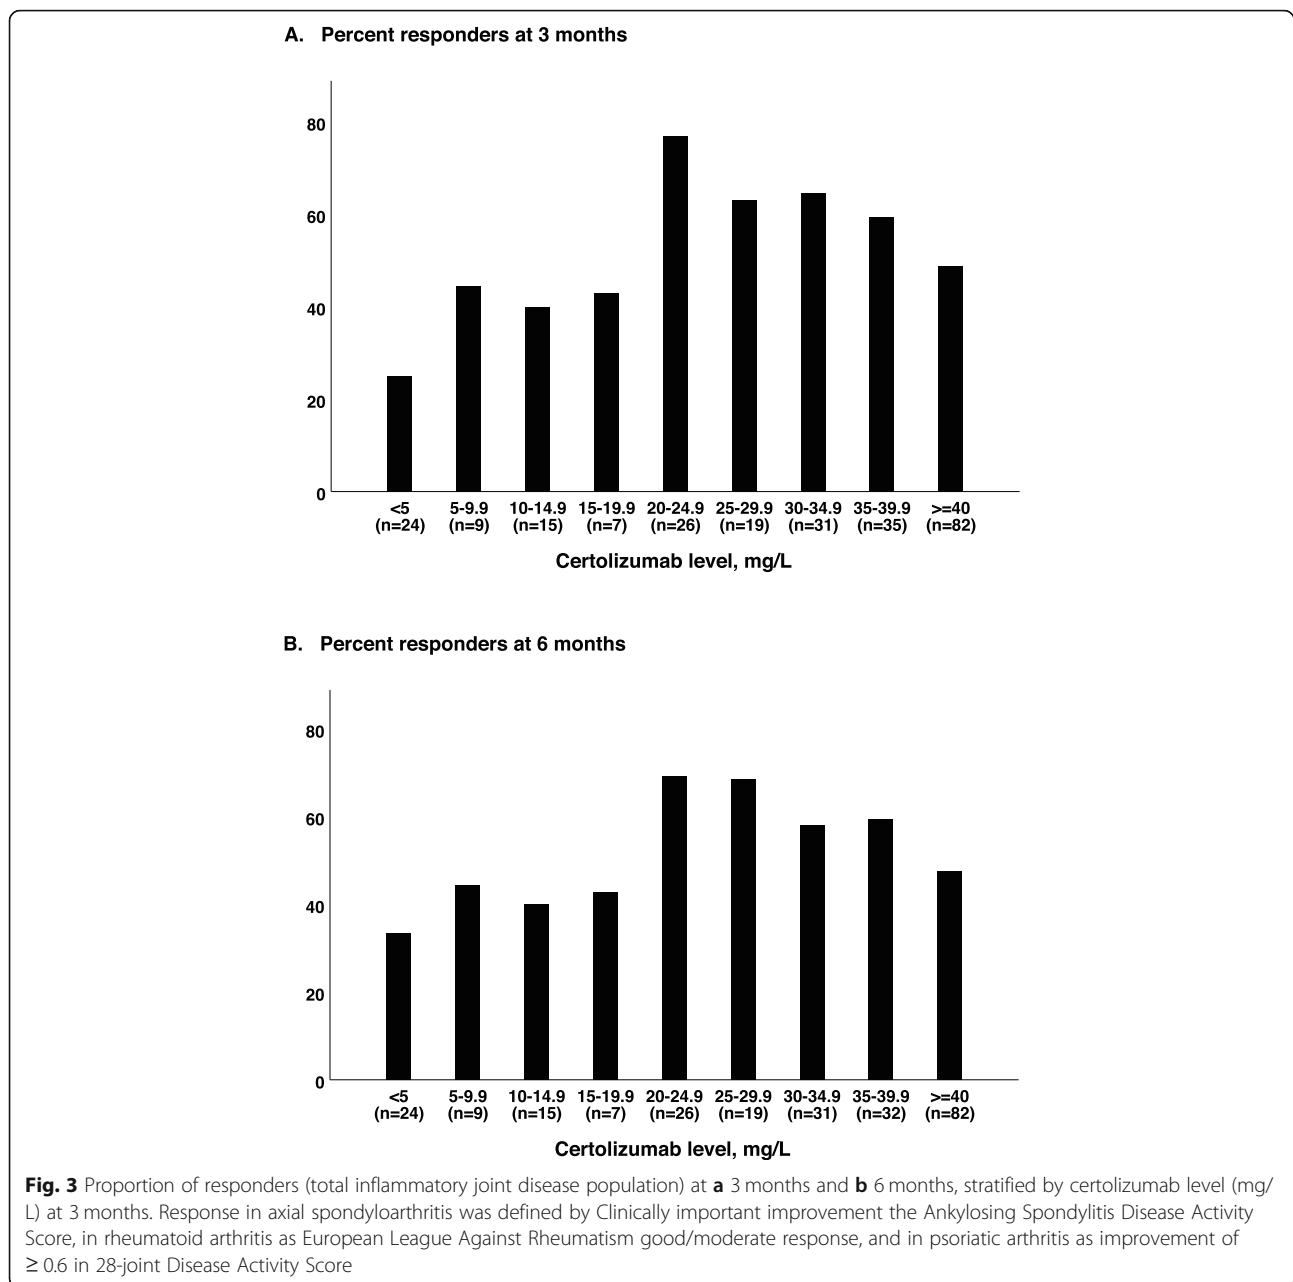 A. Percent responders at 3 months
80
60
40
20
0
<5 5-9.9 10-14.9 15-19.9 20-24.9 25-29.9 30-34.9 35-39.9 >=40
(n=24) (n=9) (n=15) (n=7) (n=26) (n=19) (n=31) (n=35) (n=82)
Certolizumab level, mg/L
B. Percent responders at 6 months
80
60
40
20
0
<5 5-9.9 10-14.9 15-19.9 20-24.9 25-29.9 30-34.9 35-39.9 >=40
(n=24) (n=9) (n=15) (n=7) (n=26) (n=19) (n=31) (n=32) (n=82)
Certolizumab level, mg/L
Fig. 3 Proportion of responders (total inflammatory joint disease population) at a 3 months and b 6 months, stratified by certolizumab level (mg/
L) at 3 months. Response in axial spondyloarthritis was defined by Clinically important improvement the Ankylosing Spondylitis Disease Activity
Score, in rheumatoid arthritis as European League Against Rheumatism good/moderate response, and in psoriatic arthritis as improvement of
≥ 0.6 in 28-joint Disease Activity Score